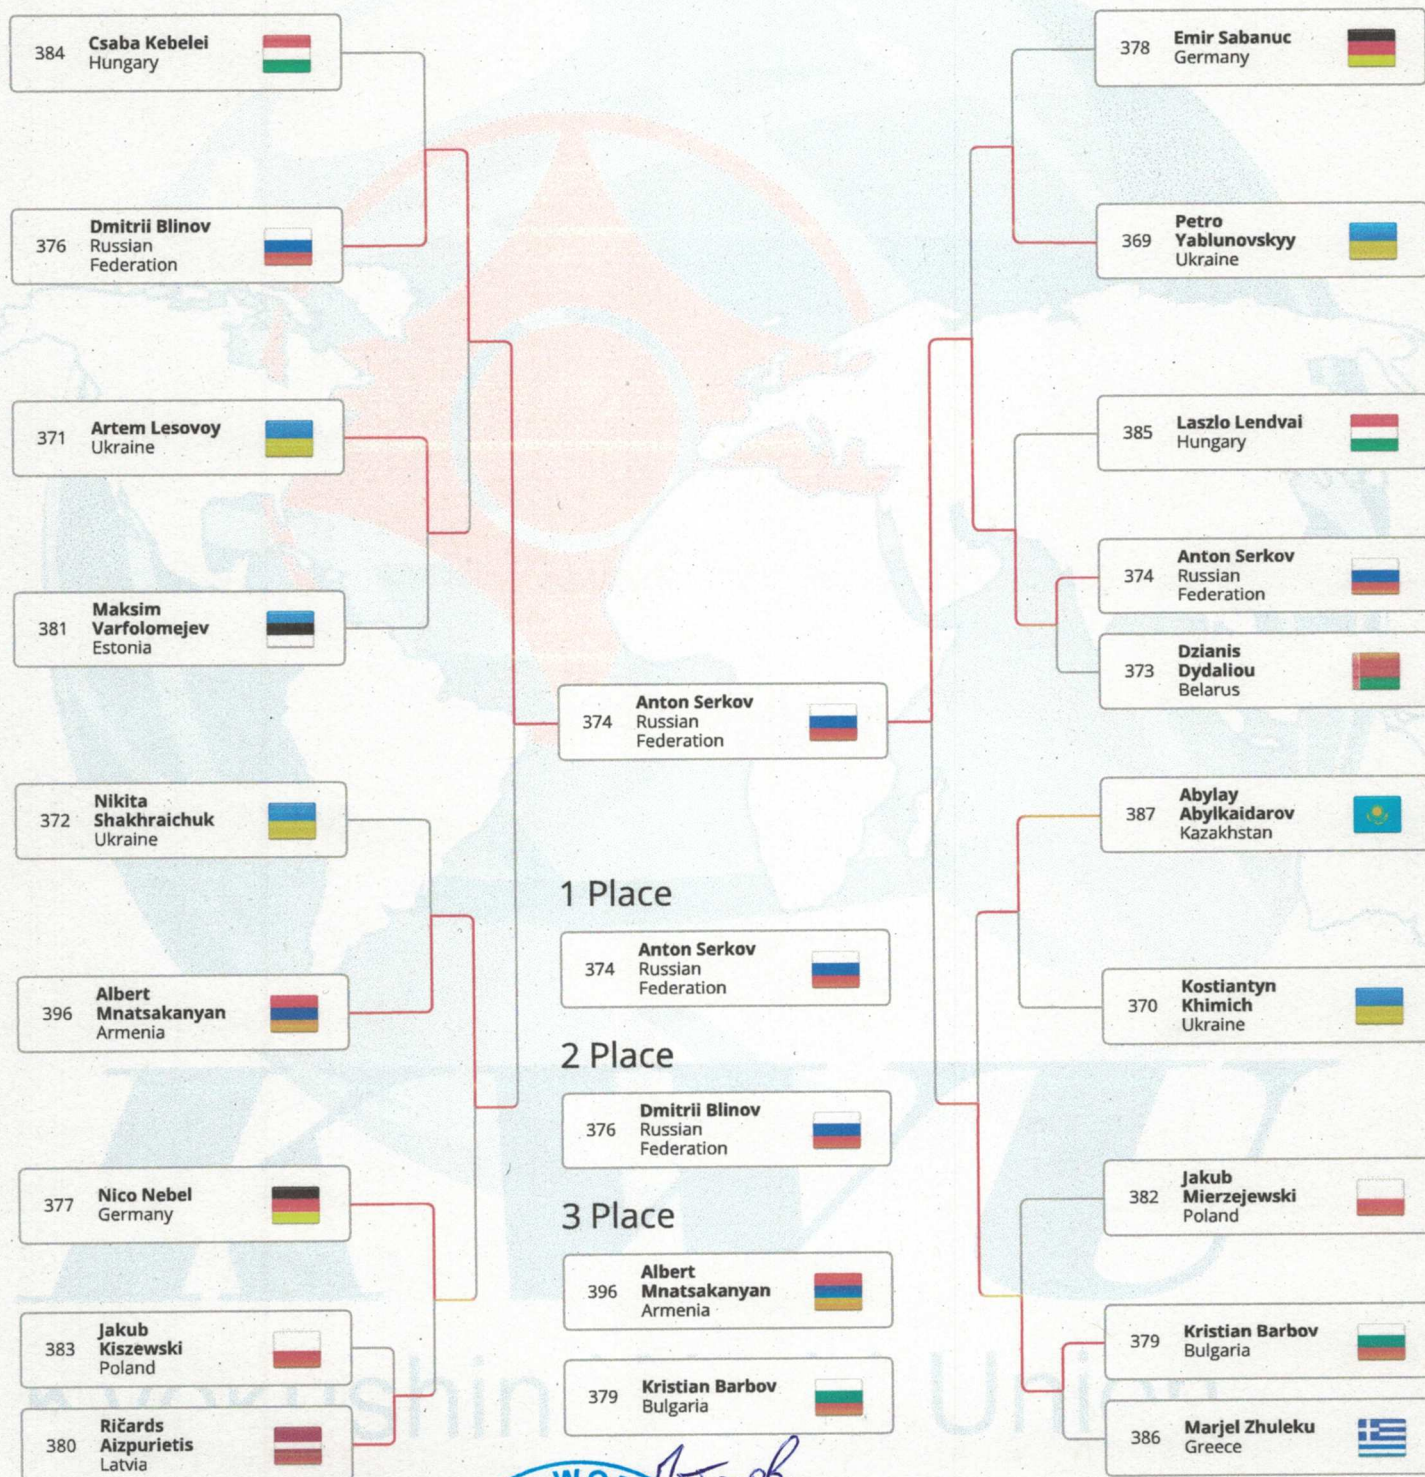 384
Csaba Kebelei
Hungary
376
Dmitrii Blinov
Russian
Federation
371
Artem Lesovoy
Ukraine
381
Maksim
Varfolomejev
Estonia
372
Nikita
Shakhraichuk
Ukraine
396
Albert
Mnatsakanyan
Armenia
377
Nico Nebel
Germany
383
Jakub
Kiszewski
Poland
380
Ričards
Aizpurietis
Latvia
374
Anton Serkov
Russian
Federation
1 Place
374
Anton Serkov
Russian
Federation
2 Place
376
Dmitrii Blinov
Russian
Federation
3 Place
396
Albert
Mnatsakanyan
Armenia
379
Kristian Barbov
Bulgaria
378
Emir Sabanuc
Germany
369
Petro
Yablunovskyy
Ukraine
385
Laszlo Lendvai
Hungary
374
Anton Serkov
Russian
Federation
373
Dzianis
Dydaliou
Belarus
387
Abylay
Abylkaidarov
Kazakhstan
370
Kostiantyn
Khimich
Ukraine
382
Jakub
Mierzejewski
Poland
379
Kristian Barbov
Bulgaria
386
Marjel Zhuleku
Greece
KWU
Union